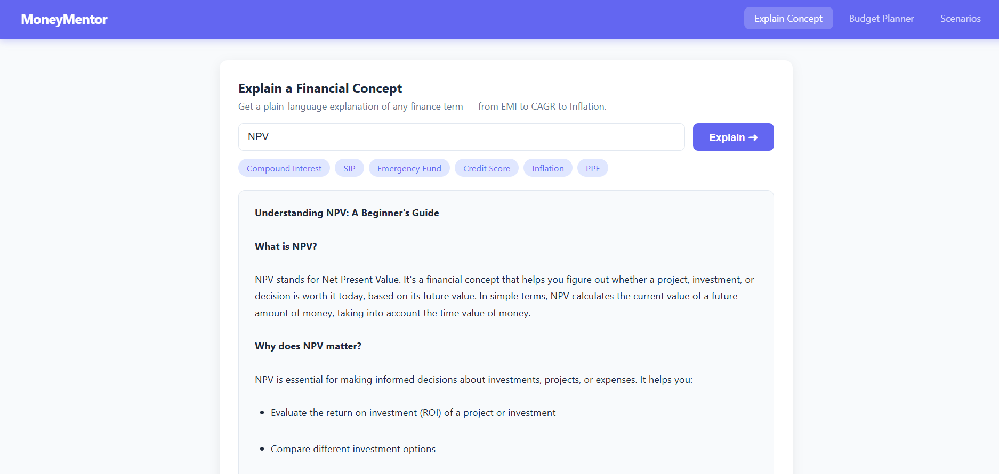 MoneyMentor
Explain Concept
Budget Planner
Scenarios
Explain a Financial Concept
Get a plain-language explanation of any finance term — from EMI to CAGR to Inflation.
NPV
Explain ➜
Compound Interest
SIP
Emergency Fund
Credit Score
Inflation
PPF
Understanding NPV: A Beginner's Guide
What is NPV?
NPV stands for Net Present Value. It's a financial concept that helps you figure out whether a project, investment, or
decision is worth it today, based on its future value. In simple terms, NPV calculates the current value of a future
amount of money, taking into account the time value of money.
Why does NPV matter?
NPV is essential for making informed decisions about investments, projects, or expenses. It helps you:
• Evaluate the return on investment (ROI) of a project or investment
• Compare different investment options